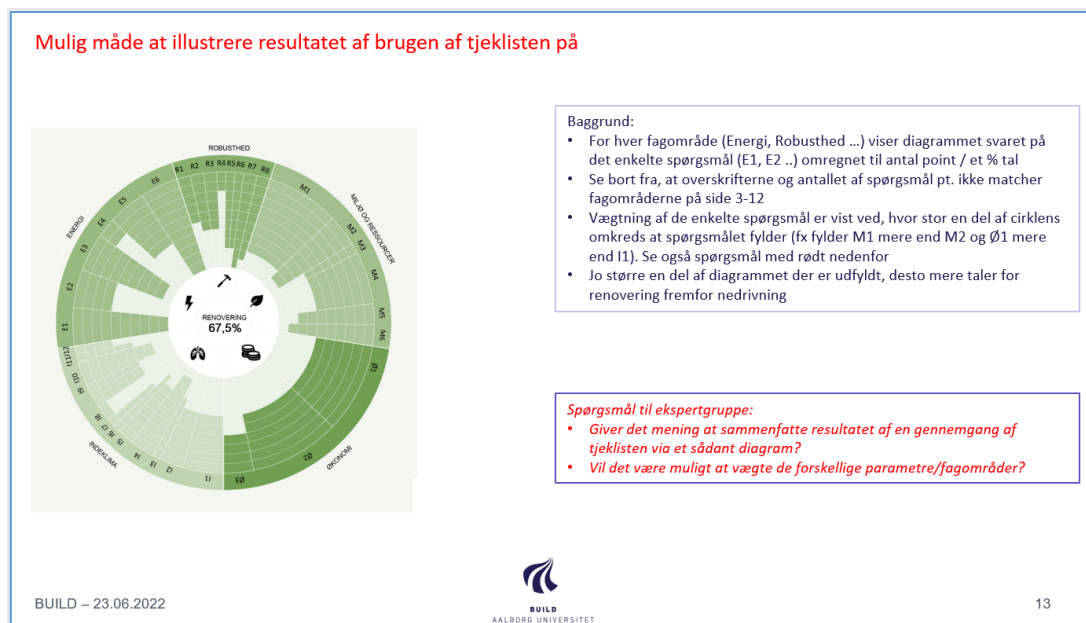 Mulig måde at illustrere resultatet af brugen af tjeklisten på
ROBUSTHED
R1 R2 R3 R4 R5 R6 R7 R8
MILJØ OG RESSOURCER
M1
M2
M3
M4
M5
M6
ØKONOMI
Ø1
Ø2
Ø3
INDEKLIMA
I1
I2
I3
I4
I5
I6
I7
I8
I9
I10
I11/12
ENERGI
E1
E2
E3
E4
E5
E6
RENOVERING
67,5%
Baggrund:
• For hver fagområde (Energi, Robusthed ...) viser diagrammet svaret på
det enkelte spørgsmål (E1, E2 ..) omregnet til antal point / et % tal
• Se bort fra, at overskrifterne og antallet af spørgsmål pt. ikke matcher
fagområderne på side 3-12
• Vægtning af de enkelte spørgsmål er vist ved, hvor stor en del af cirklens
omkreds at spørgsmålet fylder (fx fylder M1 mere end M2 og Ø1 mere
end I1). Se også spørgsmål med rødt nedenfor
• Jo større en del af diagrammet der er udfyldt, desto mere taler for
renovering fremfor nedrivning
Spørgsmål til ekspertgruppe:
• Giver det mening at sammenfatte resultatet af en gennemgang af
tjeklisten via et sådant diagram?
• Vil det være muligt at vægte de forskellige parametre/fagområder?
BUILD – 23.06.2022
BUILD
AALBORG UNIVERSITET
13